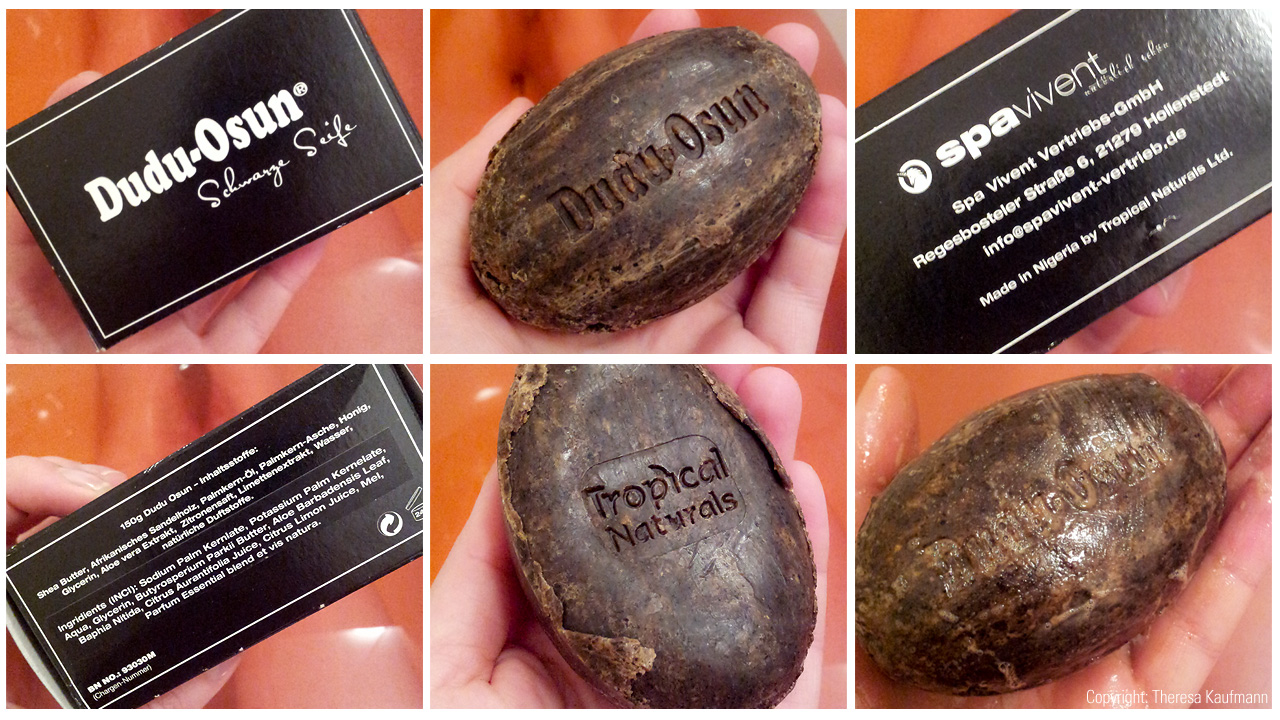 Dudu-Osun®
Schwarze Seife
Dudu-Osun
spavivent
natürlich schön
Spa Vivent Vertriebs-GmbH
Regesbosteler Straße 6, 21279 Hollenstedt
info@spavivent-vertrieb.de
Made in Nigeria by Tropical Naturals Ltd.
150g Dudu Osun - Inhaltsstoffe:
Shea Butter, Afrikanisches Sandelholz, Palmkern-Öl, Palmkern-Asche, Honig,
Glycerin, Aloe vera Extrakt, Zitronensaft, Limettenextrakt, Wasser,
natürliche Duftstoffe.
Ingridients (INCI): Sodium Palm Kerniate, Potassium Palm Kernelate,
Aqua, Glycerin, Butyrosperium Parkii Butter, Aloe Barbadensis Leaf,
Baphia Nitida, Citrus Aurantifolia Juice, Citrus Limon Juice, Mel,
Parfum Essential blend et vis natura.
BN NO.: 93030M
(Chargen-Nummer)
Tropical
Naturals
Dudu-Osun
Copyright: Theresa Kaufmann